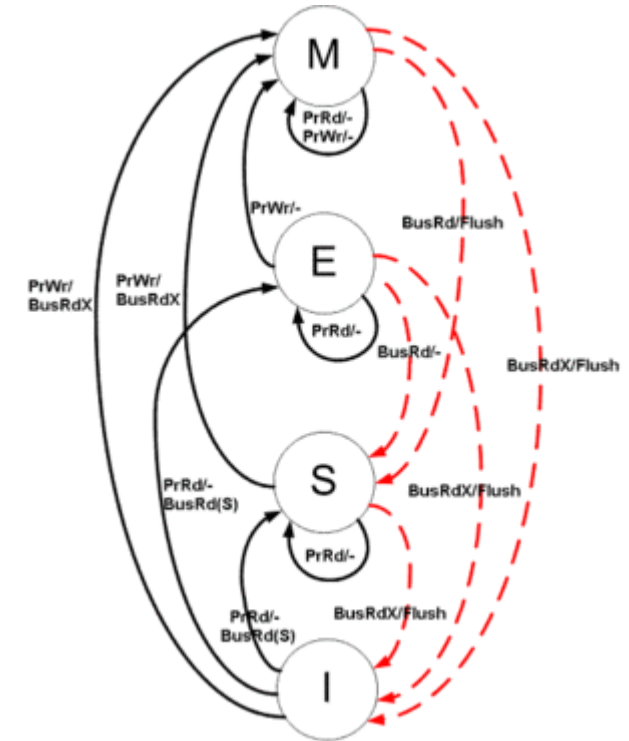 M
PrRd/-
PrWr/-
PrWr/-
BusRd/Flush
E
PrWr/
BusRdX
PrWr/
BusRdX
PrRd/-
BusRd/-
BusRdX/Flush
S
PrRd/-
BusRd(S)
BusRdX/Flush
PrRd/-
PrRd/-
BusRd(S)
BusRdX/Flush
I